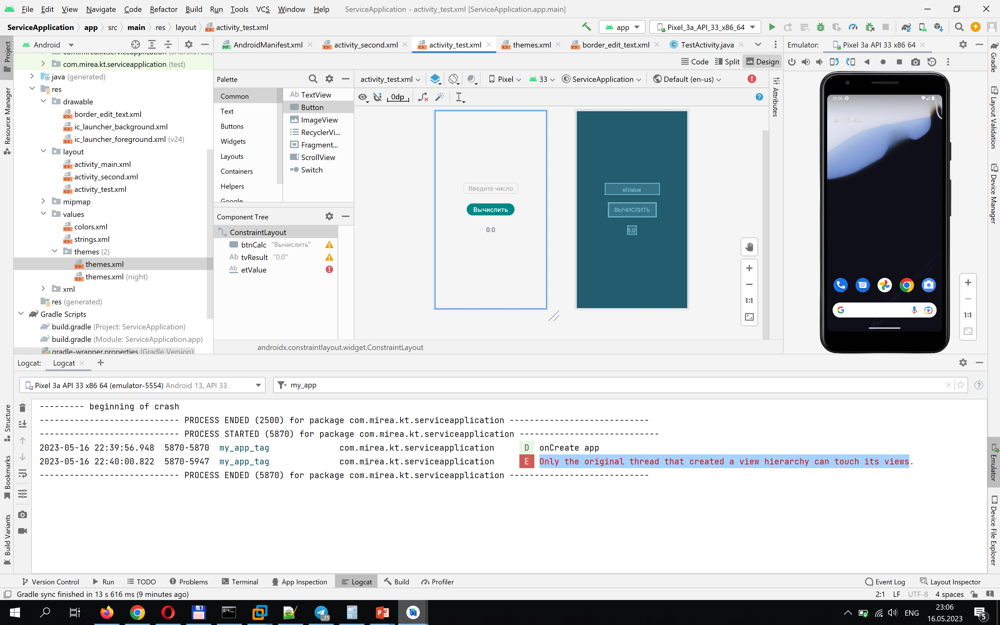 File Edit View Navigate Code Refactor Build Run Tools VCS Window Help ServiceApplication - activity_test.xml [ServiceApplication.app.main]
ServiceApplication app src main res layout activity_test.xml
app Pixel_3a_API_33_x86_64
Project
Resource Manager
Structure
Bookmarks
Build Variants
Android
com.mirea.kt.serviceapplication (androidTest)
com.mirea.kt.serviceapplication (test)
java (generated)
res
drawable
border_edit_text.xml
ic_launcher_background.xml
ic_launcher_foreground.xml (v24)
layout
activity_main.xml
activity_second.xml
activity_test.xml
mipmap
values
colors.xml
strings.xml
themes (2)
themes.xml
themes.xml (night)
xml
res (generated)
Gradle Scripts
build.gradle (Project: ServiceApplication)
build.gradle (Module: ServiceApplication.app)
gradle-wrapper.properties (Gradle Version)
AndroidManifest.xml activity_second.xml activity_test.xml themes.xml border_edit_text.xml TestActivity.java
Code Split Design
Palette
Common
Text
Buttons
Widgets
Layouts
Containers
Helpers
Google
Ab TextView
Button
ImageView
RecyclerVi...
Fragment...
ScrollView
Switch
Component Tree
ConstraintLayout
btnCalc "Вычислить"
Ab tvResult "0.0"
Ab etValue
activity_test.xml Pixel 33 ServiceApplication Default (en-us)
0dp
Введите число
Вычислить
0.0
etValue
ВЫЧИСЛИТЬ
0.0
1:1
androidx.constraintlayout.widget.ConstraintLayout
Attributes
Emulator: Pixel 3a API 33 x86 64
20:06
Вт, 16 мая
1:1
Gradle
Layout Validation
Device Manager
Emulator
Device File Explorer
Logcat: Logcat
Pixel 3a API 33 x86 64 (emulator-5554) Android 13, API 33
my_app
--------- beginning of crash
---------------------------- PROCESS ENDED (2500) for package com.mirea.kt.serviceapplication ----------------------------
---------------------------- PROCESS STARTED (5870) for package com.mirea.kt.serviceapplication ----------------------------
2023-05-16 22:39:56.948 5870-5870 my_app_tag com.mirea.kt.serviceapplication D onCreate app
2023-05-16 22:40:00.822 5870-5947 my_app_tag com.mirea.kt.serviceapplication E Only the original thread that created a view hierarchy can touch its views.
---------------------------- PROCESS ENDED (5870) for package com.mirea.kt.serviceapplication ----------------------------
Version Control Run TODO Problems Terminal App Inspection Logcat Build Profiler Event Log Layout Inspector
Gradle sync finished in 13 s 616 ms (9 minutes ago) 2:1 LF UTF-8 4 spaces
..71
ENG
23:06
16.05.2023
5